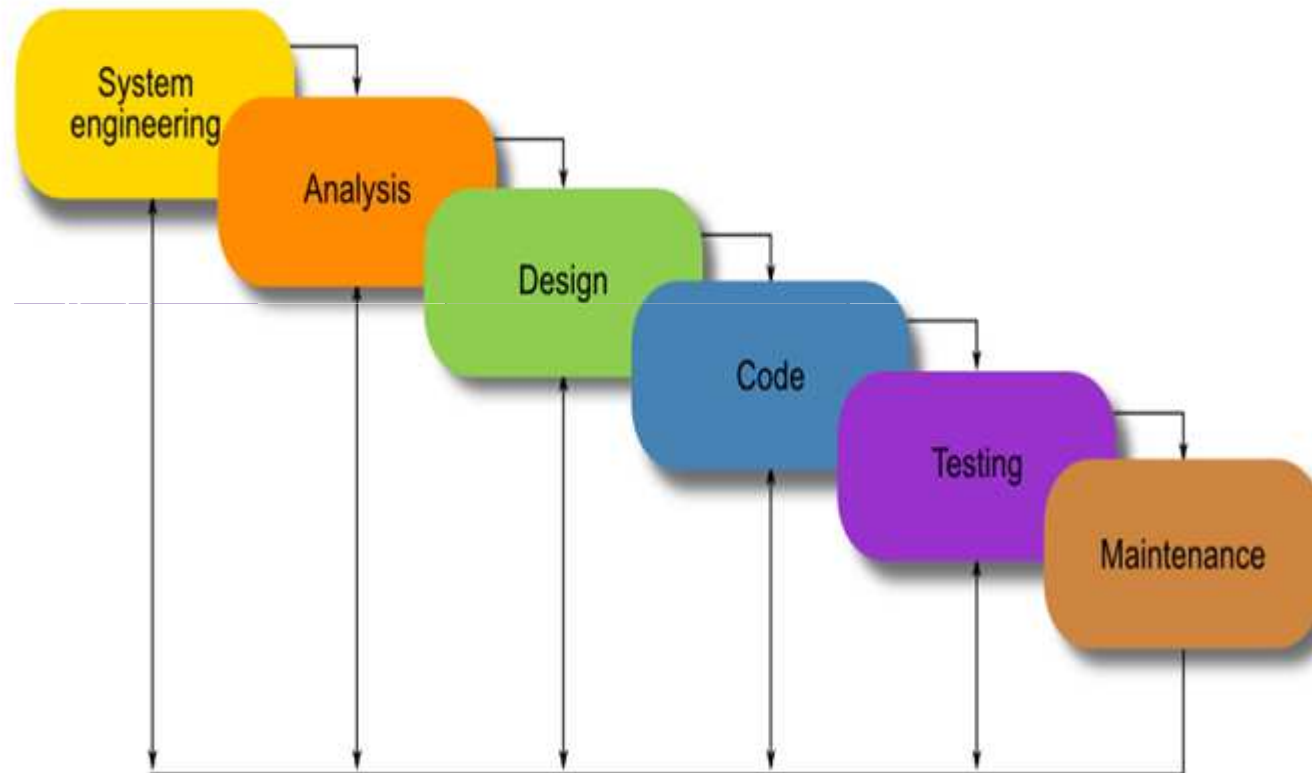 System
engineering
Analysis
Design
Code
Testing
Maintenance